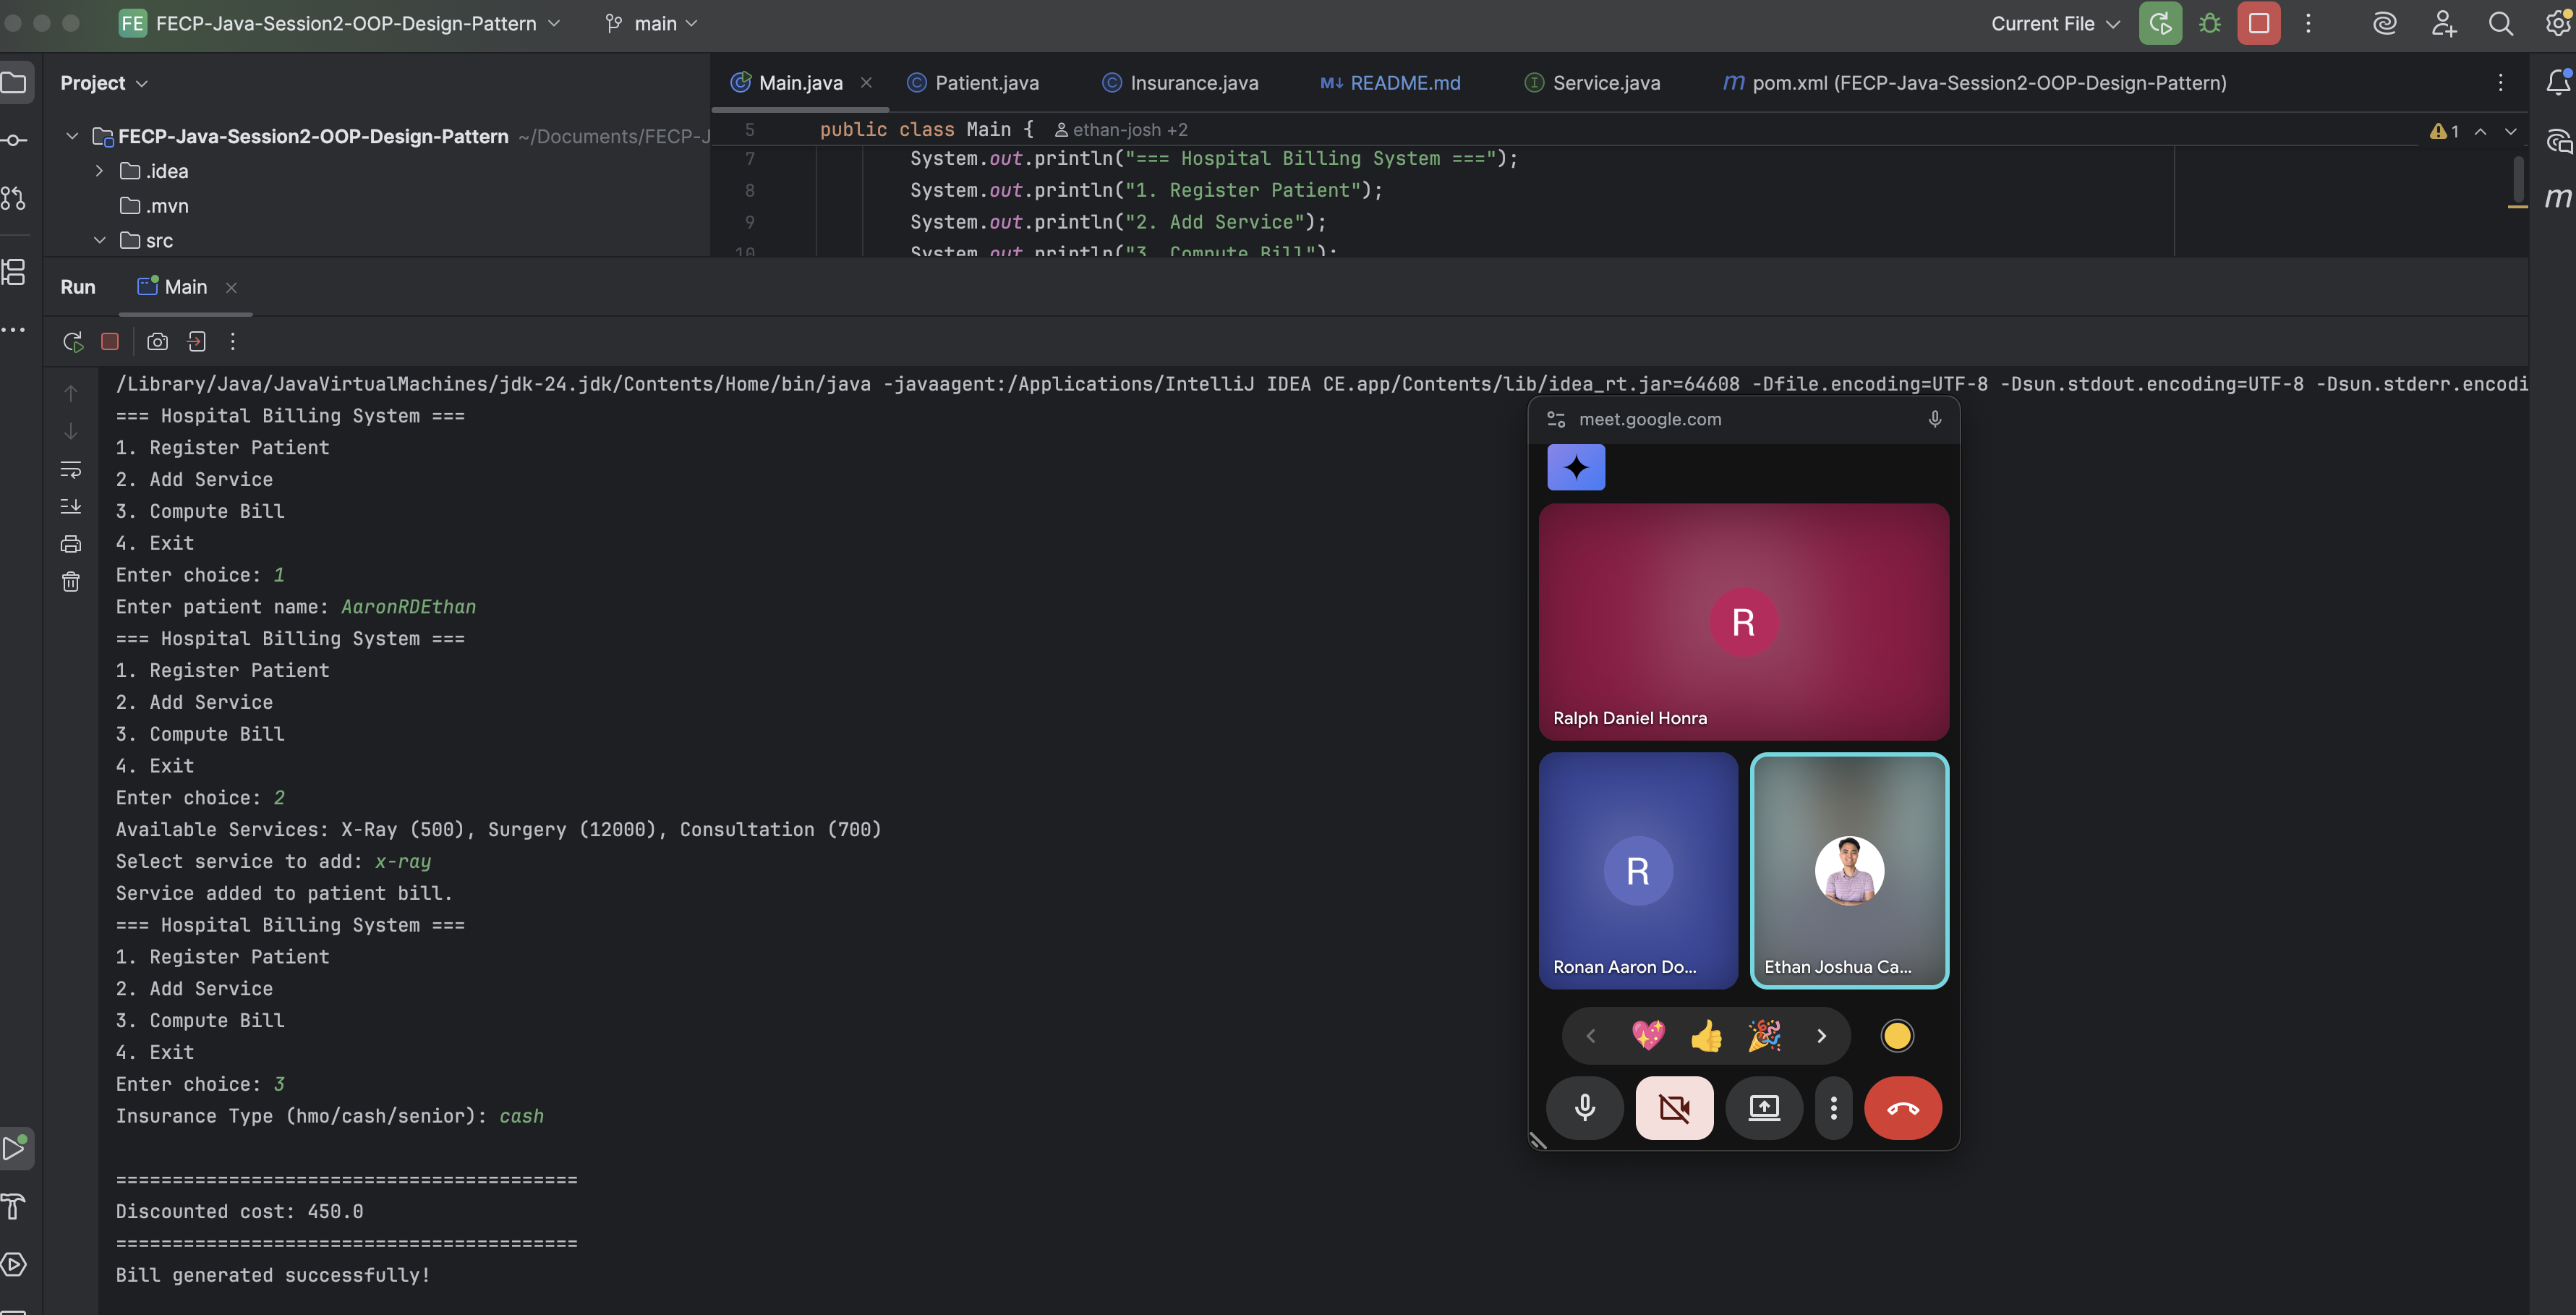 FE FECP-Java-Session2-OOP-Design-Pattern main Current File
Project
Main.java Patient.java Insurance.java M↓ README.md Service.java m pom.xml (FECP-Java-Session2-OOP-Design-Pattern)
FECP-Java-Session2-OOP-Design-Pattern ~/Documents/FECP-J
.idea
.mvn
src
5 public class Main { ethan-josh +2
1
7 System.out.println("=== Hospital Billing System ===");
8 System.out.println("1. Register Patient");
9 System.out.println("2. Add Service");
10 System.out.println("3. Compute Bill");
Run Main
/Library/Java/JavaVirtualMachines/jdk-24.jdk/Contents/Home/bin/java -javaagent:/Applications/IntelliJ IDEA CE.app/Contents/lib/idea_rt.jar=64608 -Dfile.encoding=UTF-8 -Dsun.stdout.encoding=UTF-8 -Dsun.stderr.encodi
=== Hospital Billing System ===
1. Register Patient
2. Add Service
3. Compute Bill
4. Exit
Enter choice: 1
Enter patient name: AaronRDEthan
=== Hospital Billing System ===
1. Register Patient
2. Add Service
3. Compute Bill
4. Exit
Enter choice: 2
Available Services: X-Ray (500), Surgery (12000), Consultation (700)
Select service to add: x-ray
Service added to patient bill.
=== Hospital Billing System ===
1. Register Patient
2. Add Service
3. Compute Bill
4. Exit
Enter choice: 3
Insurance Type (hmo/cash/senior): cash
=========================================
Discounted cost: 450.0
=========================================
Bill generated successfully!
meet.google.com
R
Ralph Daniel Honra
R
Ronan Aaron Do...
Ethan Joshua Ca...
m